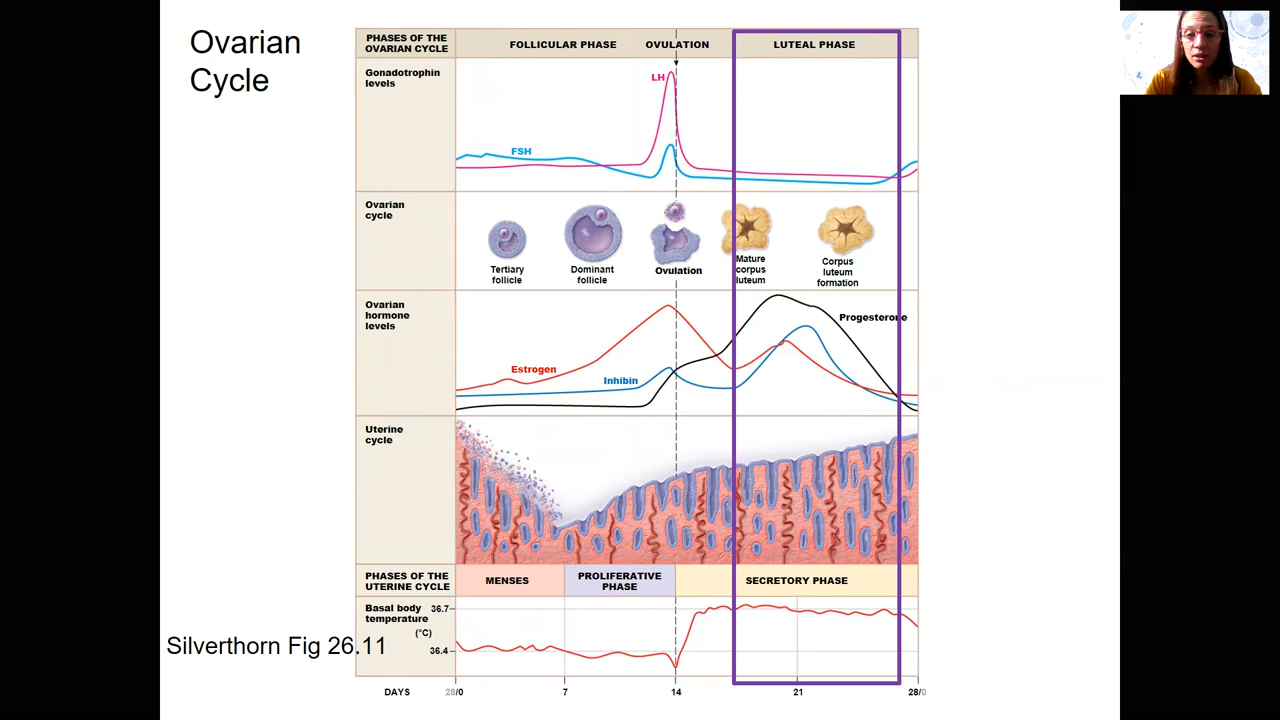 Ovarian
Cycle
PHASES OF THE
OVARIAN CYCLE
FOLLICULAR PHASE
OVULATION
LUTEAL PHASE
Gonadotrophin
levels
LH
FSH
Ovarian
cycle
Tertiary
follicle
Dominant
follicle
Ovulation
Mature
corpus
luteum
Corpus
luteum
formation
Ovarian
hormone
levels
Estrogen
Inhibin
Progesterone
Uterine
cycle
PHASES OF THE
UTERINE CYCLE
MENSES
PROLIFERATIVE
PHASE
SECRETORY PHASE
Basal body
temperature
(°C)
36.7
36.4
Silverthorn Fig 26.11
DAYS
28/0
7
14
21
28/0